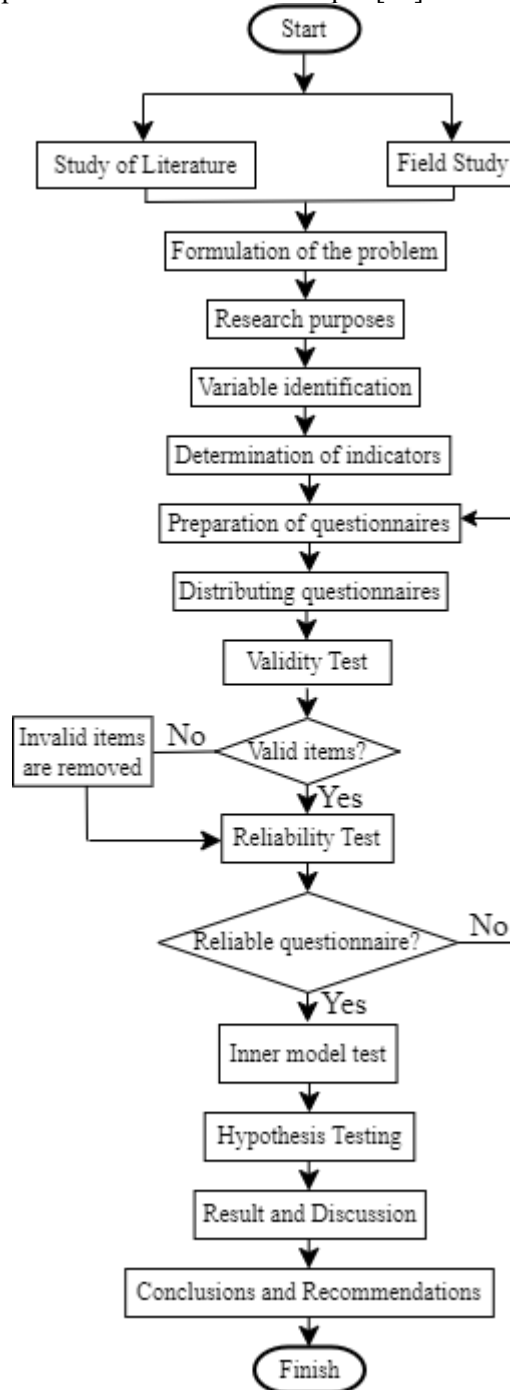 Start
Study of Literature
Field Study
Formulation of the problem
Research purposes
Variable identification
Determination of indicators
Preparation of questionnaires
Distributing questionnaires
Validity Test
Invalid items
are removed
No
Valid items?
Yes
Reliability Test
Reliable questionnaire?
No
Yes
Inner model test
Hypothesis Testing
Result and Discussion
Conclusions and Recommendations
Finish